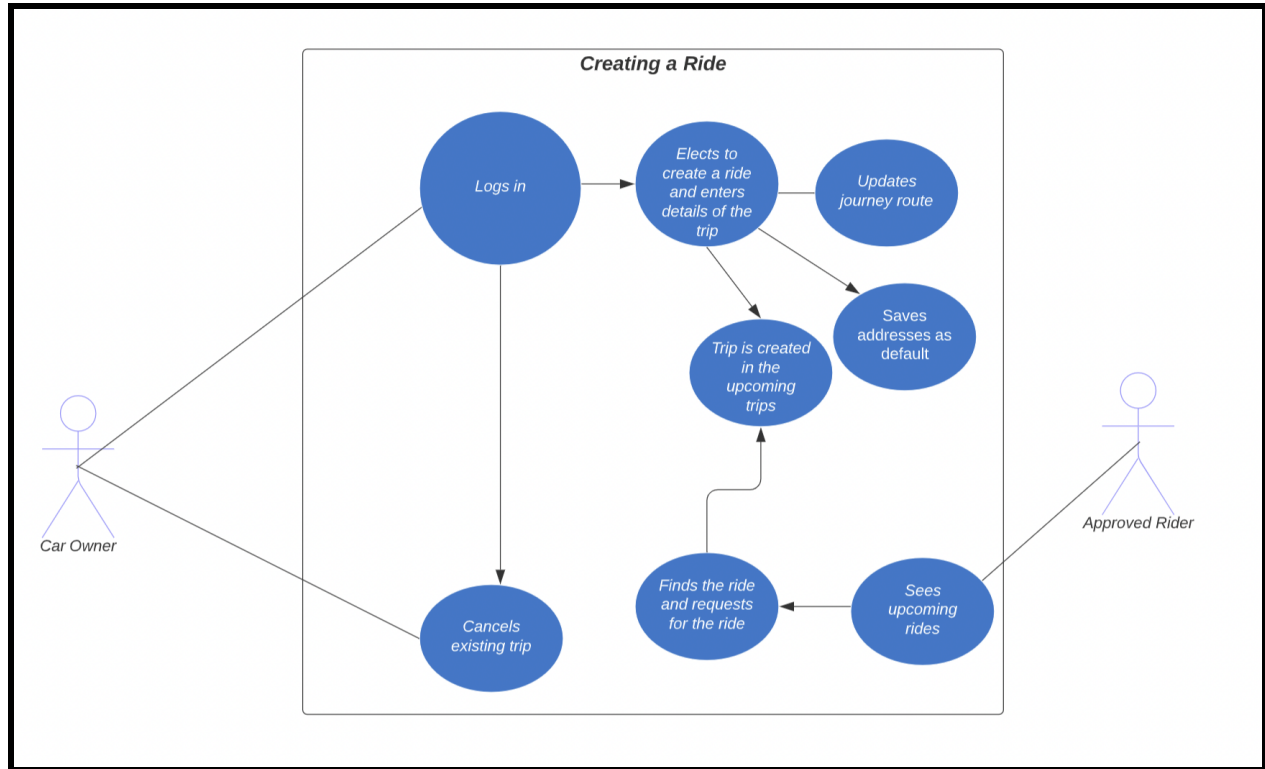 Creating a Ride
Logs in
Elects to
create a ride
and enters
details of the
trip
Updates
journey route
Saves
addresses as
default
Trip is created
in the
upcoming
trips
Car Owner
Approved Rider
Cancels
existing trip
Finds the ride
and requests
for the ride
Sees
upcoming
rides